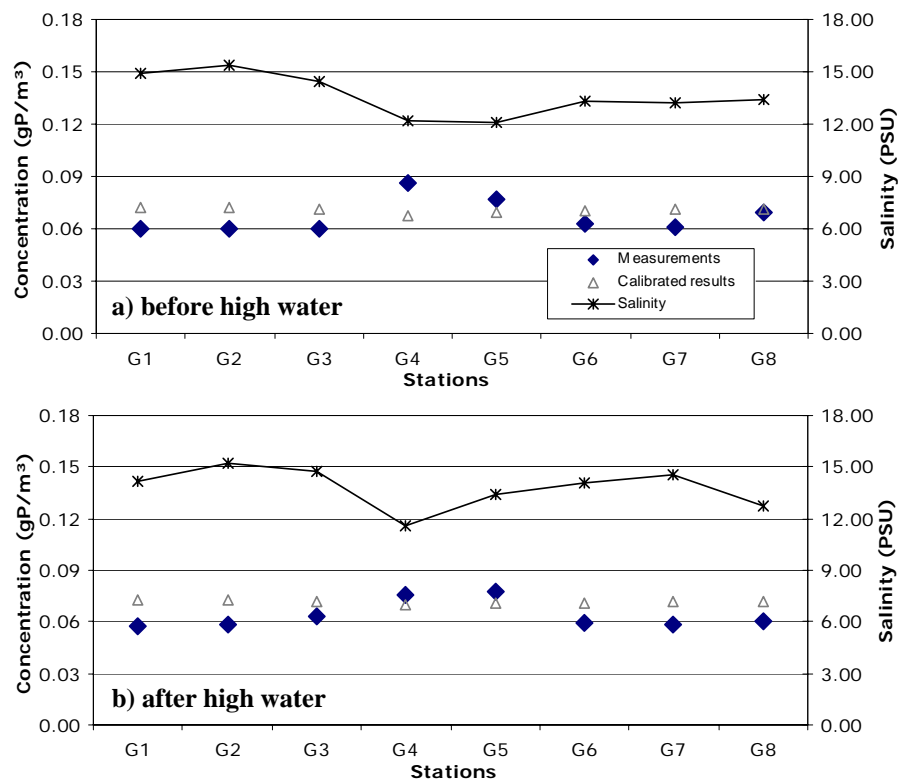 0.18
0.15
0.12
0.09
0.06
0.03
0.00
Concentration (gP/m³)
18.00
15.00
12.00
9.00
6.00
3.00
0.00
Salinity (PSU)
Measurements
Calibrated results
Salinity
a) before high water
G1 G2 G3 G4 G5 G6 G7 G8
Stations
0.18
0.15
0.12
0.09
0.06
0.03
0.00
Concentration (gP/m³)
18.00
15.00
12.00
9.00
6.00
3.00
0.00
Salinity (PSU)
b) after high water
G1 G2 G3 G4 G5 G6 G7 G8
Stations